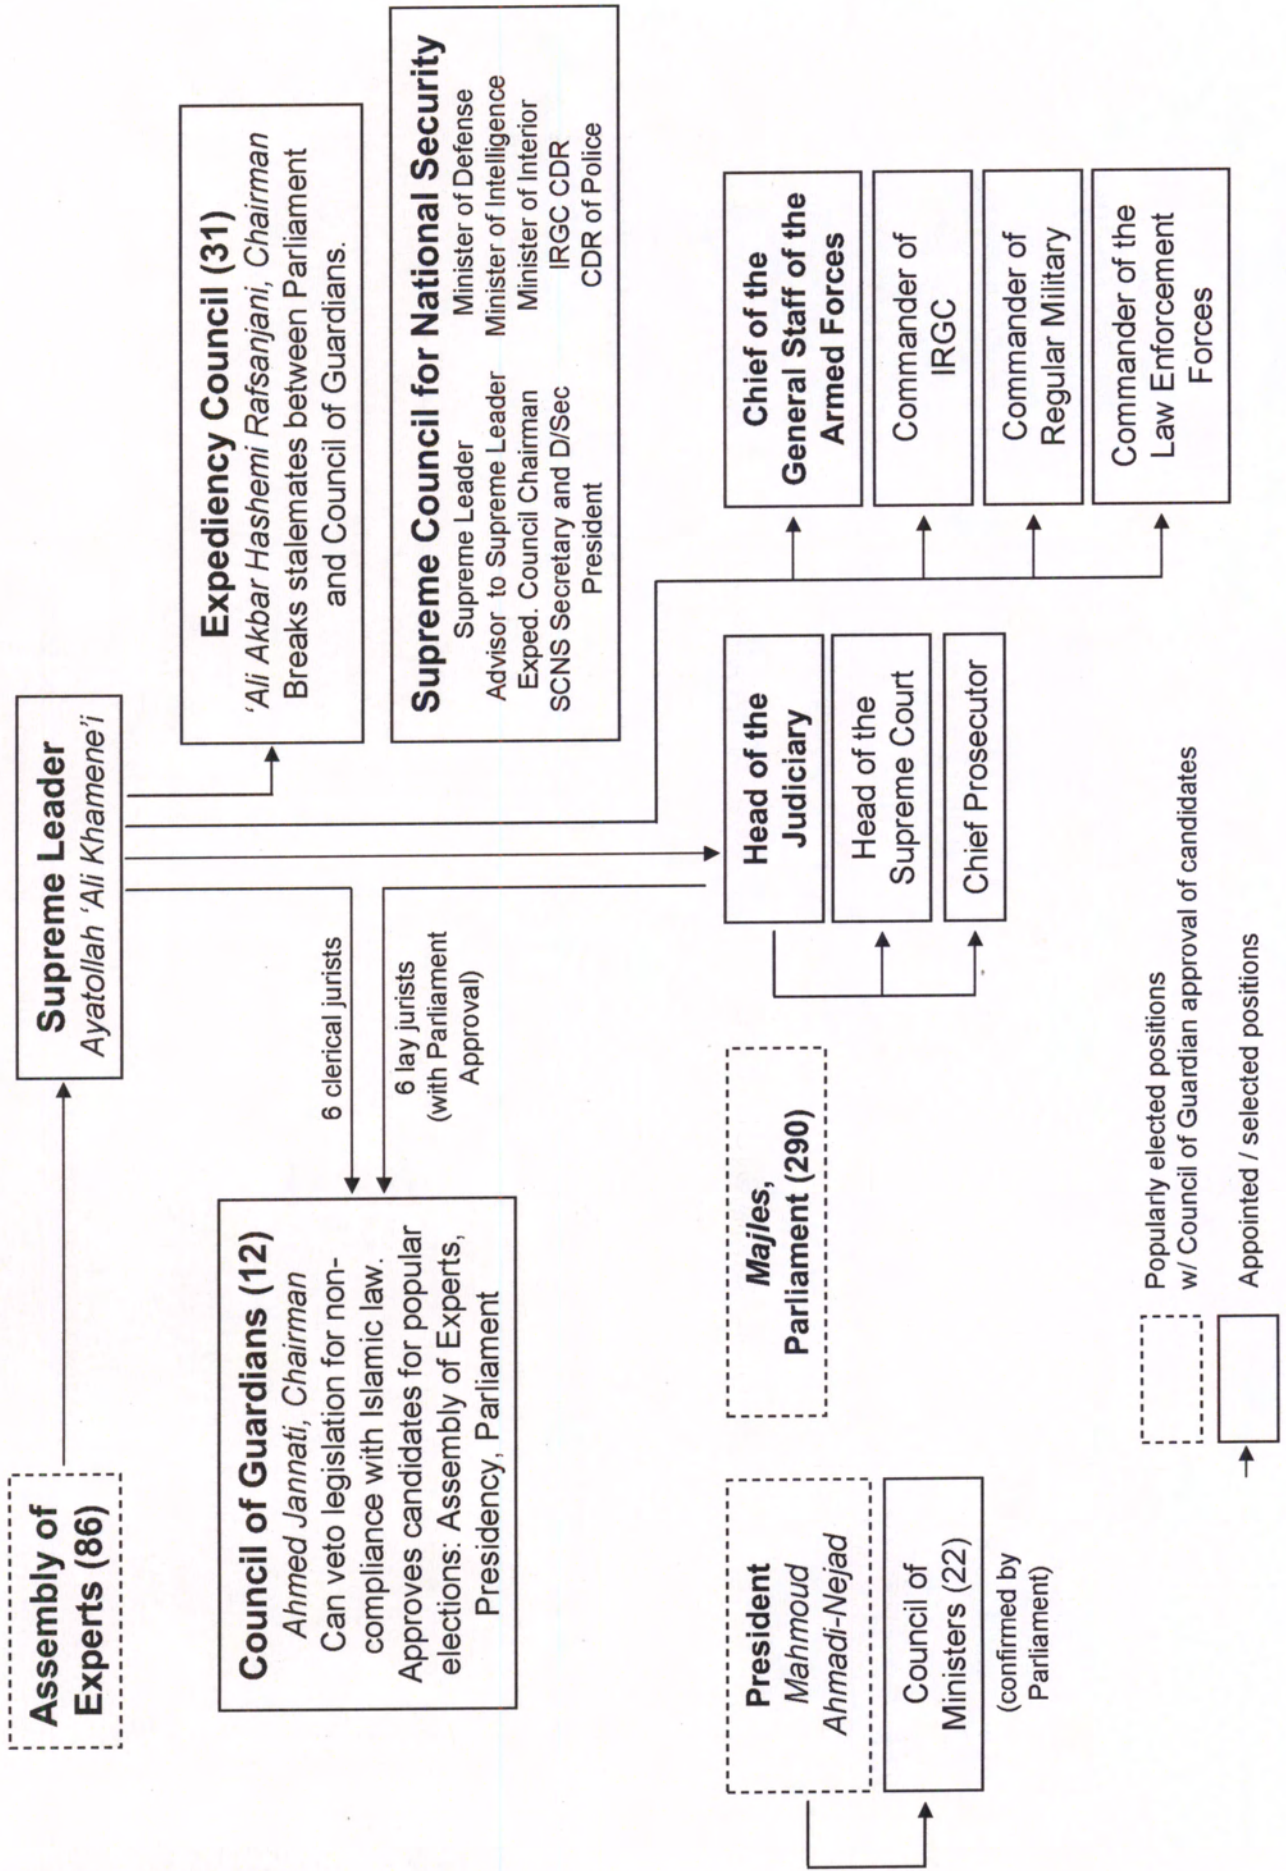 Assembly of
Experts (86)
Supreme Leader
Ayatollah ‘Ali Khamene’i
Council of Guardians (12)
Ahmed Jannati, Chairman
Can veto legislation for non-
compliance with Islamic law.
Approves candidates for popular
elections: Assembly of Experts,
Presidency, Parliament
6 clerical jurists
6 lay jurists
(with Parliament
Approval)
Expediency Council (31)
‘Ali Akbar Hashemi Rafsanjani, Chairman
Breaks stalemates between Parliament
and Council of Guardians.
Supreme Council for National Security
Supreme Leader
Advisor to Supreme Leader
Exped. Council Chairman
SCNS Secretary and D/Sec
President
Minister of Defense
Minister of Intelligence
Minister of Interior
IRGC CDR
CDR of Police
President
Mahmoud
Ahmadi-Nejad
Council of
Ministers (22)
(confirmed by
Parliament)
Majles,
Parliament (290)
Head of the
Judiciary
Head of the
Supreme Court
Chief Prosecutor
Chief of the
General Staff of the
Armed Forces
Commander of
IRGC
Commander of
Regular Military
Commander of the
Law Enforcement
Forces
Popularly elected positions
w/ Council of Guardian approval of candidates
Appointed / selected positions